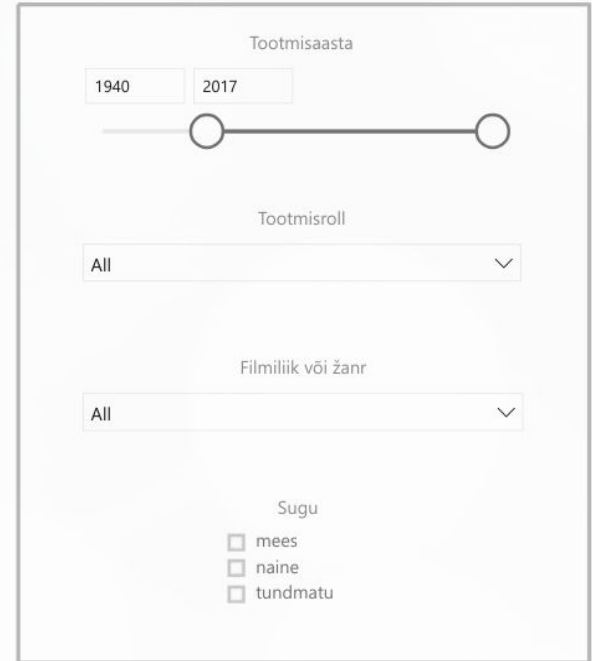 Tootmisaasta
1940 2017
Tootmisroll
All
Filmiliik või žanr
All
Sugu
mees
naine
tundmatu